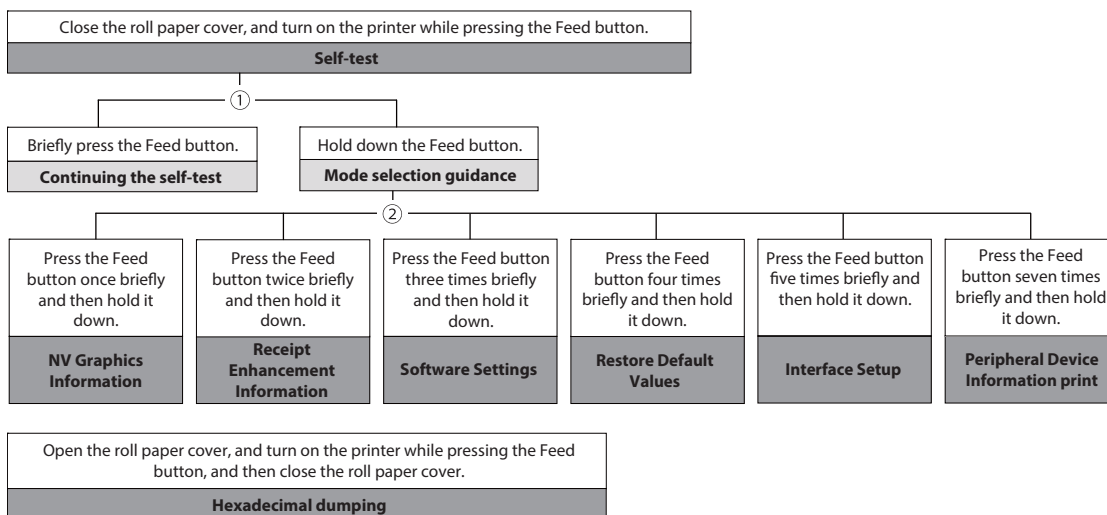 Close the roll paper cover, and turn on the printer while pressing the Feed button.
Self-test
①
Briefly press the Feed button.
Continuing the self-test
Hold down the Feed button.
Mode selection guidance
②
Press the Feed
button once briefly
and then hold it
down.
NV Graphics
Information
Press the Feed
button twice briefly
and then hold it
down.
Receipt
Enhancement
Information
Press the Feed button
three times briefly
and then hold it
down.
Software Settings
Press the Feed
button four times
briefly and then hold
it down.
Restore Default
Values
Press the Feed button
five times briefly and
then hold it down.
Interface Setup
Press the Feed
button seven times
briefly and then hold
it down.
Peripheral Device
Information print
Open the roll paper cover, and turn on the printer while pressing the Feed
button, and then close the roll paper cover.
Hexadecimal dumping